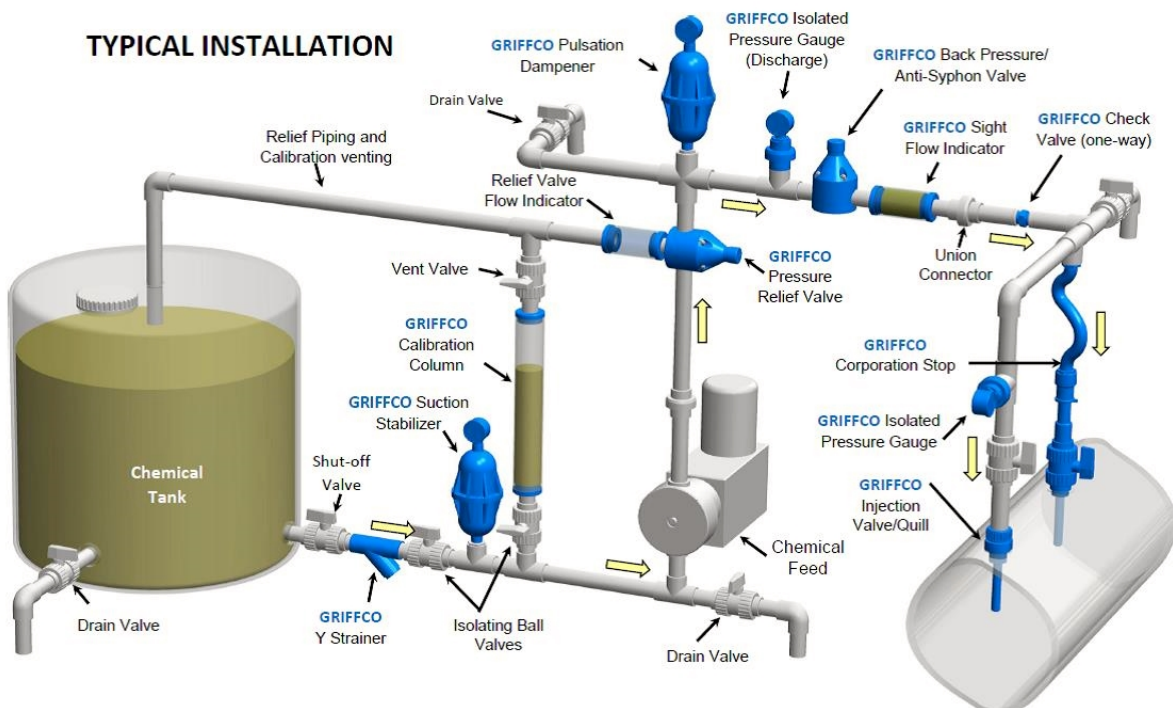 TYPICAL INSTALLATION
GRIFFCO Pulsation
Dampener
GRIFFCO Isolated
Pressure Gauge
(Discharge)
GRIFFCO Back Pressure/
Anti-Syphon Valve
Drain Valve
GRIFFCO Sight
Flow Indicator
GRIFFCO Check
Valve (one-way)
Relief Piping and
Calibration venting
Relief Valve
Flow Indicator
Vent Valve
GRIFFCO
Pressure
Relief Valve
Union
Connector
GRIFFCO
Calibration
Column
GRIFFCO
Corporation Stop
GRIFFCO Suction
Stabilizer
GRIFFCO Isolated
Pressure Gauge
Shut-off
Valve
Chemical
Tank
GRIFFCO
Injection
Valve/Quill
Chemical
Feed
Drain Valve
GRIFFCO
Y Strainer
Isolating Ball
Valves
Drain Valve